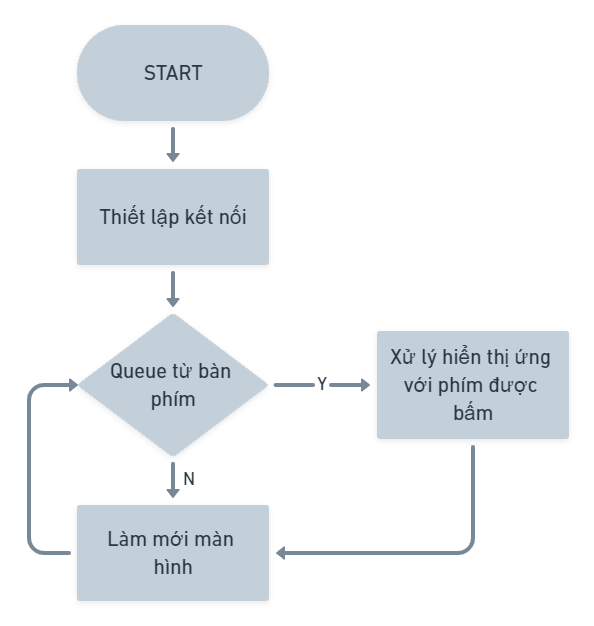 START
Thiết lập kết nối
Queue từ bàn
phím
Y
Xử lý hiển thị ứng
với phím được
bấm
N
Làm mới màn
hình